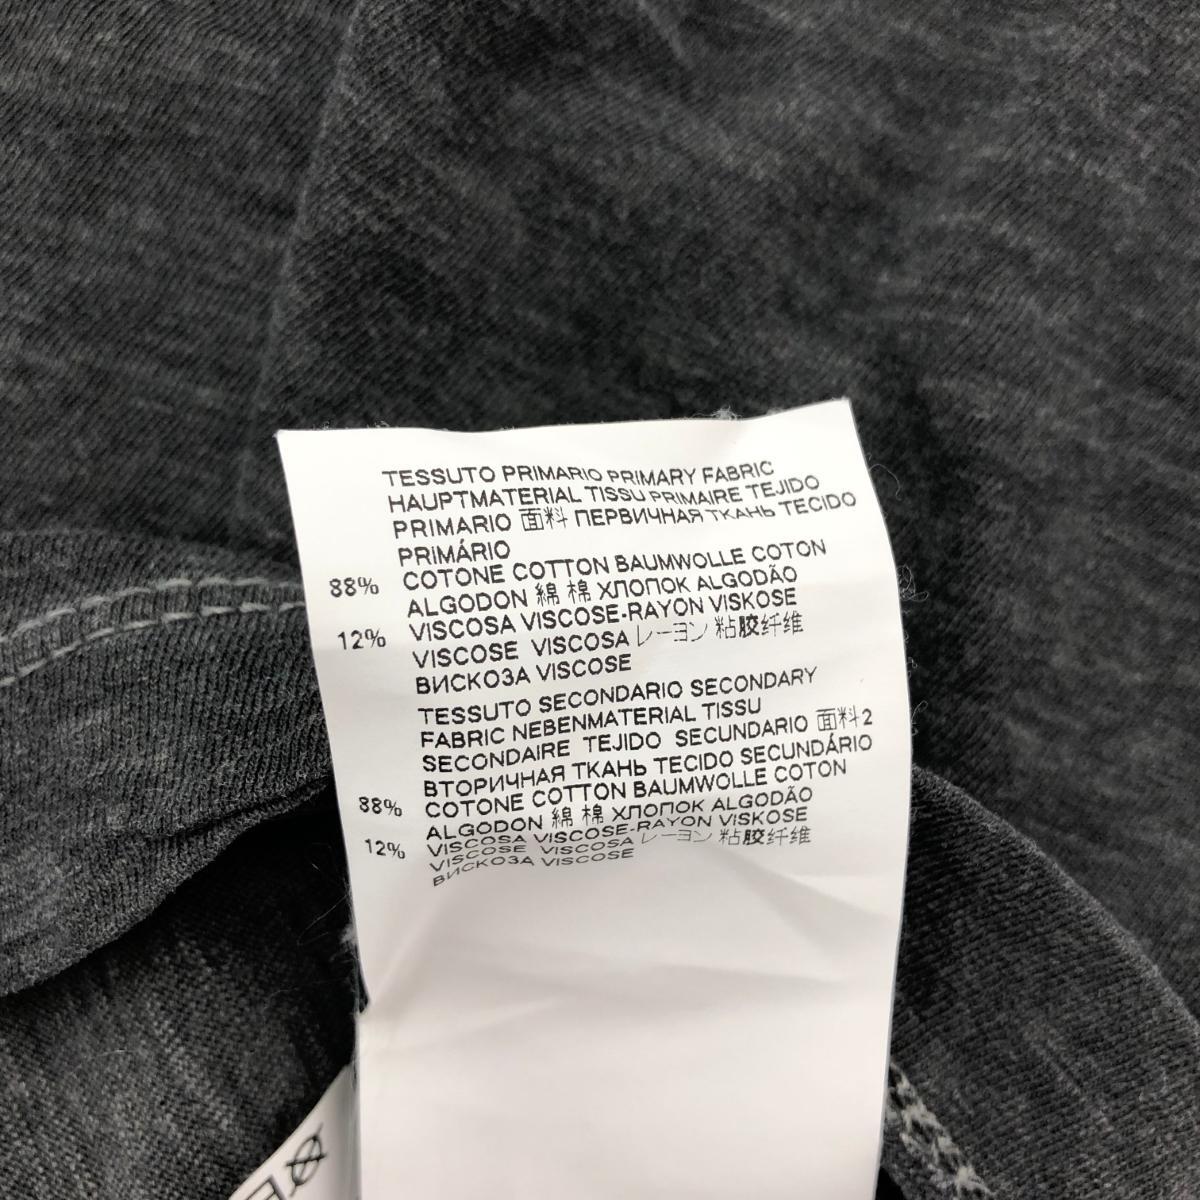 TESSUTO PRIMARIO PRIMARY FABRIC
HAUPTMATERIAL TISSU PRIMAIRE TEJIDO
PRIMARIO 面料 ПЕРВИЧНАЯ ТКАНЬ TECIDO
PRIMÁRIO
88% COTONE COTTON BAUMWOLLE COTON
ALGODON 綿 棉 ХЛОПОК ALGODÃO
12% VISCOSA VISCOSE-RAYON VISKOSE
VISCOSE VISCOSA レーヨン 粘胶纤维
ВИСКОЗА VISCOSE
TESSUTO SECONDARIO SECONDARY
FABRIC NEBENMATERIAL TISSU
SECONDAIRE TEJIDO SECUNDARIO 面料2
ВТОРИЧНАЯ ТКАНЬ TECIDO SECUNDÁRIO
88% COTONE COTTON BAUMWOLLE COTON
ALGODON 綿 棉 ХЛОПОК ALGODÃO
12% VISCOSA VISCOSE-RAYON VISKOSE
VISCOSE VISCOSA レーヨン 粘胶纤维
ВИСКОЗА VISCOSE